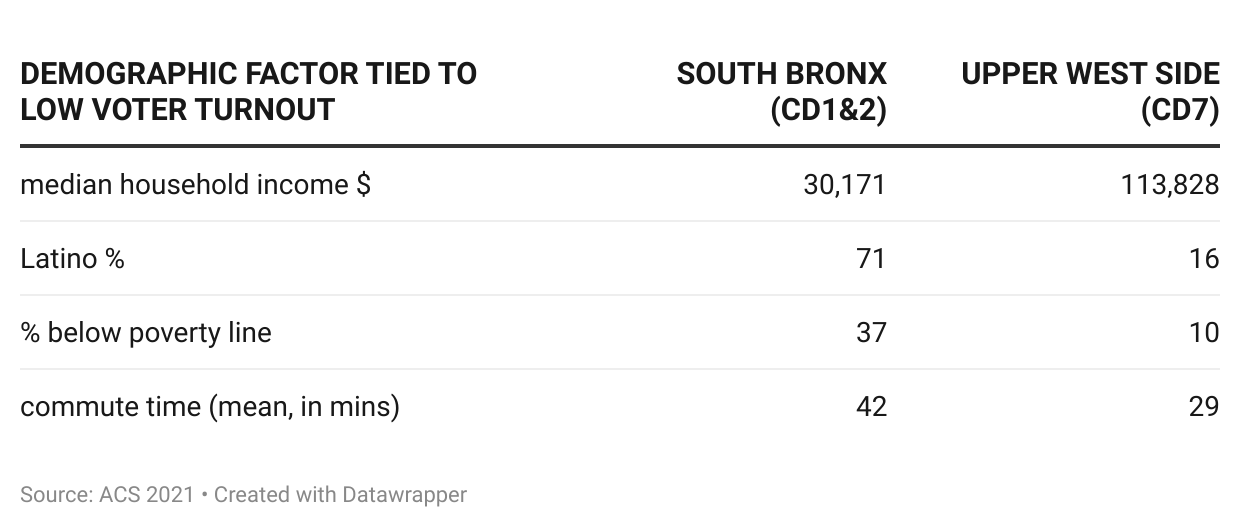 DEMOGRAPHIC FACTOR TIED TO LOW VOTER TURNOUT SOUTH BRONX (CD1&2) UPPER WEST SIDE (CD7)
median household income $ 30,171 113,828
Latino % 71 16
% below poverty line 37 10
commute time (mean, in mins) 42 29
Source: ACS 2021 • Created with Datawrapper